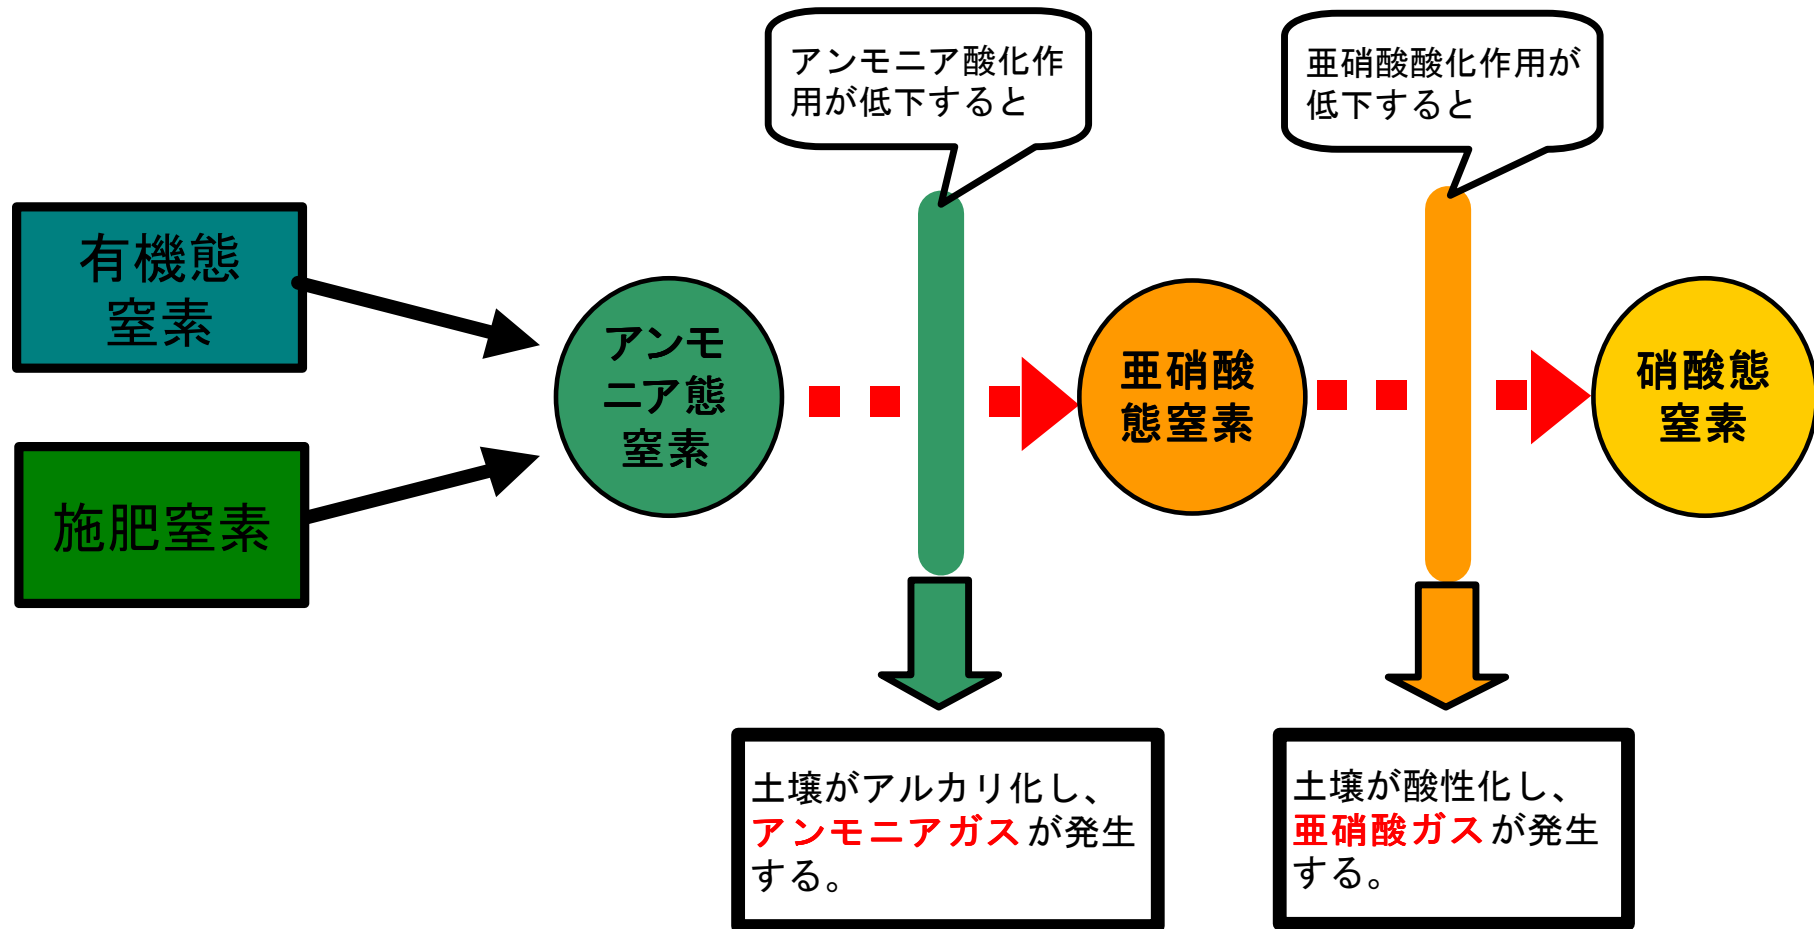 アンモニア酸化作
用が低下すると
亜硝酸酸化作用が
低下すると
有機態
窒素
施肥窒素
アンモ
ニア態
窒素
亜硝酸
態窒素
硝酸態
窒素
土壌がアルカリ化し、
アンモニアガスが発生
する。
土壌が酸性化し、
亜硝酸ガスが発生
する。